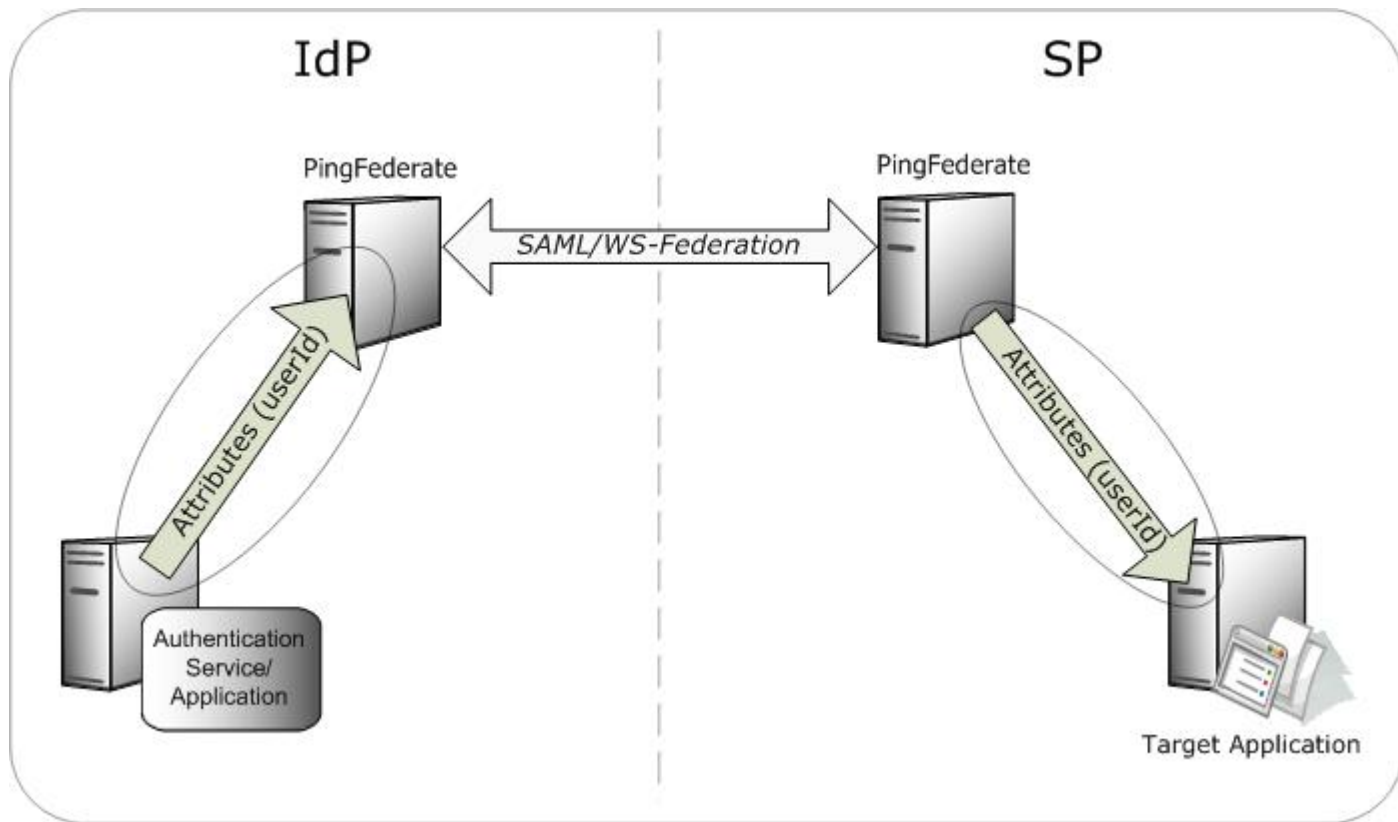 IdP
SP
PingFederate
PingFederate
SAML/WS-Federation
Attributes (userId)
Attributes (userId)
Authentication
Service/
Application
Target Application